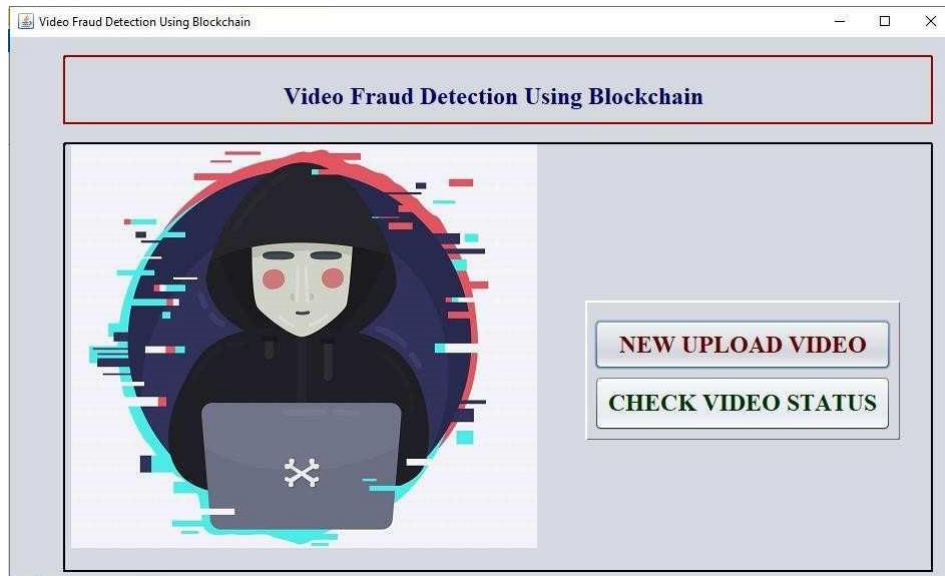 Video Fraud Detection Using Blockchain
Video Fraud Detection Using Blockchain
NEW UPLOAD VIDEO
CHECK VIDEO STATUS